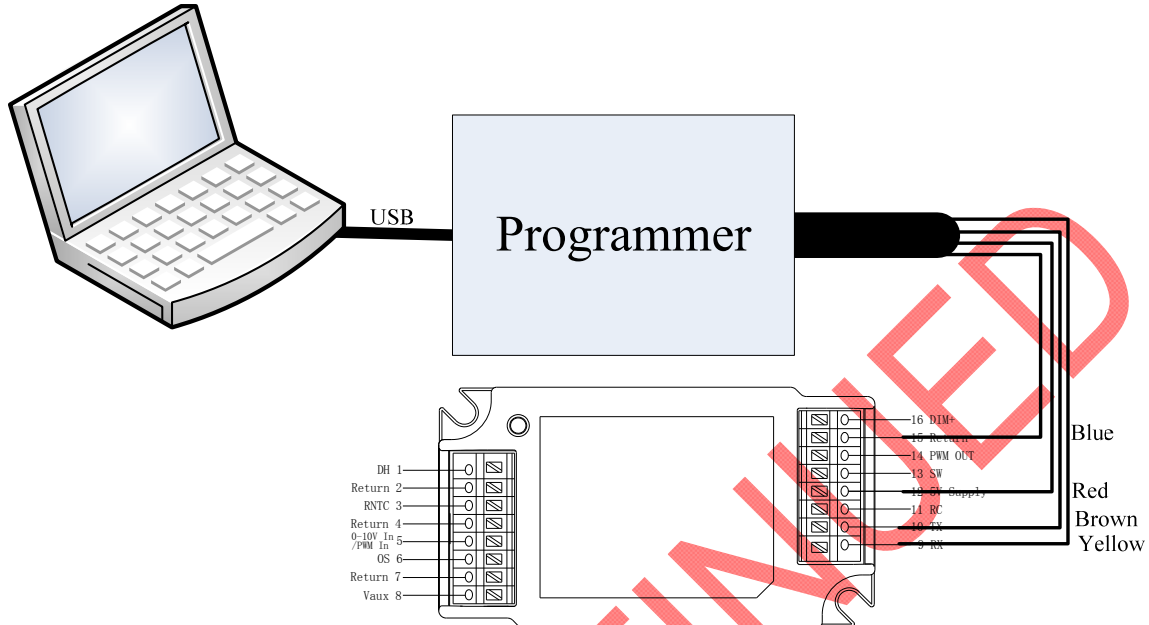 USB
Programmer
16 DIM+
15 Return
Blue
14 PWM OUT
13 SW
12 5V Supply
Red
11 RC
10 TX
Brown
9 RX
Yellow
DH 1
Return 2
RNTC 3
Return 4
0-10V In
/PWM In 5
OS 6
Return 7
Vaux 8